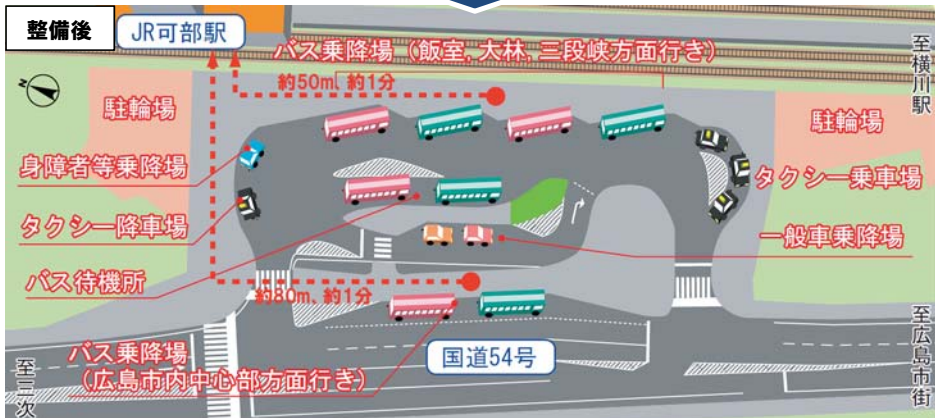 整備後
JR可部駅
バス乗降場（飯室,大林,三段峡方面行き）
約50m、約1分
至横川駅
N
駐輪場
駐輪場
身障者等乗降場
タクシー乗車場
タクシー降車場
一般車乗降場
バス待機所
約80m、約1分
バス乗降場
（広島市内中心部方面行き）
国道54号
至三次
至広島市街